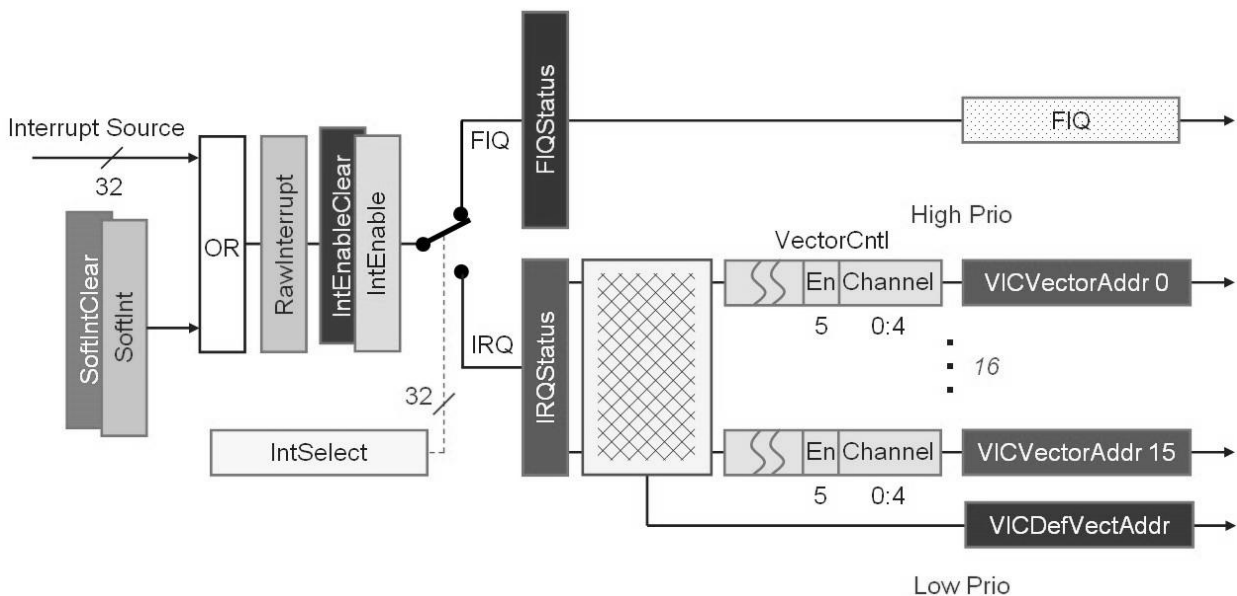 Interrupt Source
32
SoftIntClear
SoftInt
OR
RawInterrupt
IntEnableClear
IntEnable
FIQ
IRQ
32
IntSelect
FIQStatus
IRQStatus
FIQ
High Prio
VectorCntl
En Channel
5 0:4
VICVectorAddr 0
16
En Channel
5 0:4
VICVectorAddr 15
VICDefVectAddr
Low Prio